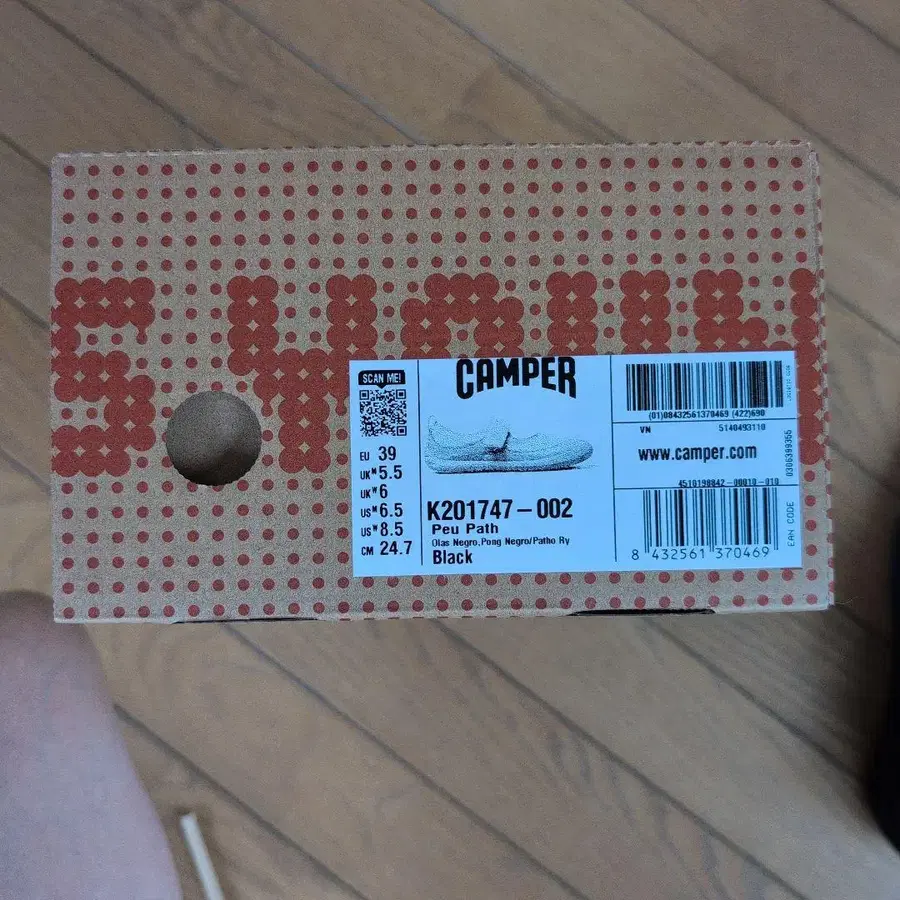 SCAN ME!
EU 39
UK M 5.5
UK W 6
US M 6.5
US W 8.5
CM 24.7
CAMPER
K201747-002
Peu Path
Olas Negro,Pong Negro/Patho Ry
Black
(01)08432561370469 (422)690
VN 5140493110
www.camper.com
4510198842-00010-010
8 432561 370469
EAN CODE
0306399355